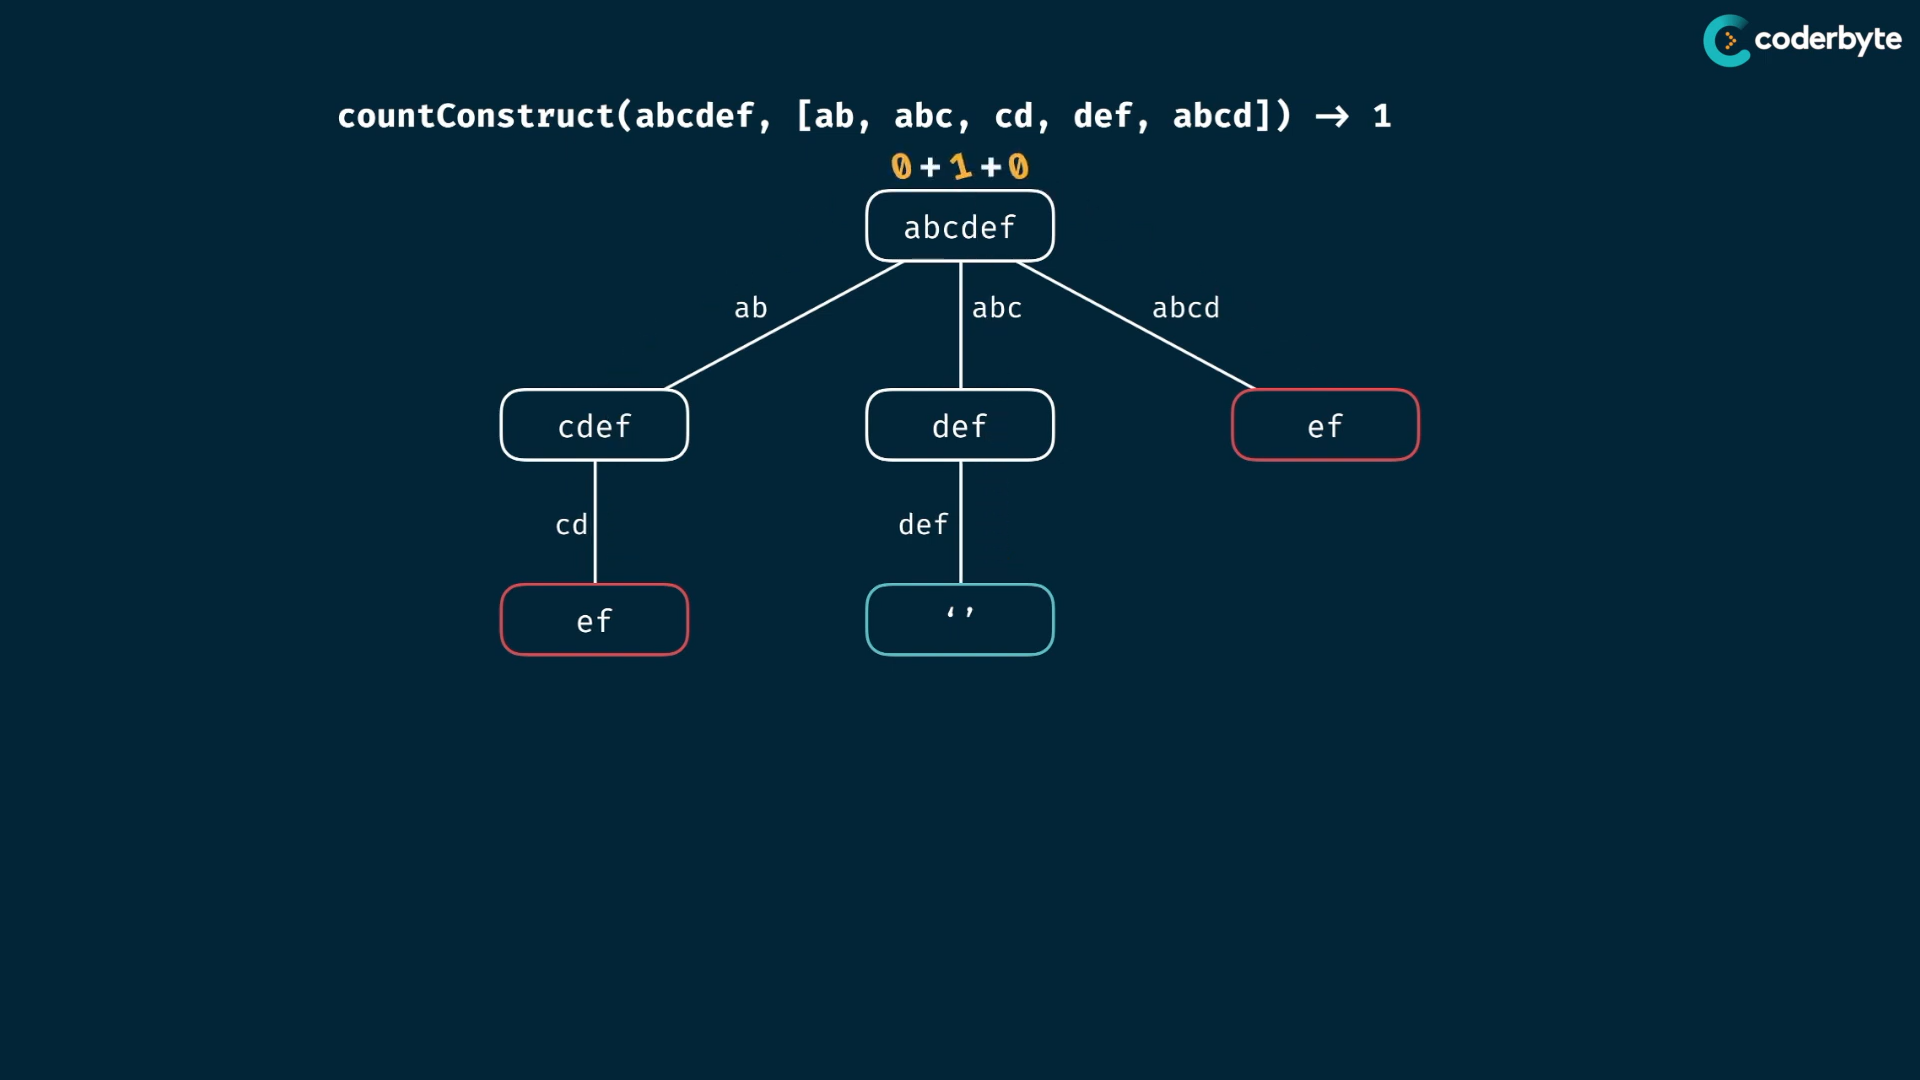 coderbyte
countConstruct(abcdef, [ab, abc, cd, def, abcd]) → 1
0 + 1 + 0
abcdef
ab
abc
abcd
cdef
def
ef
cd
def
ef
‘’